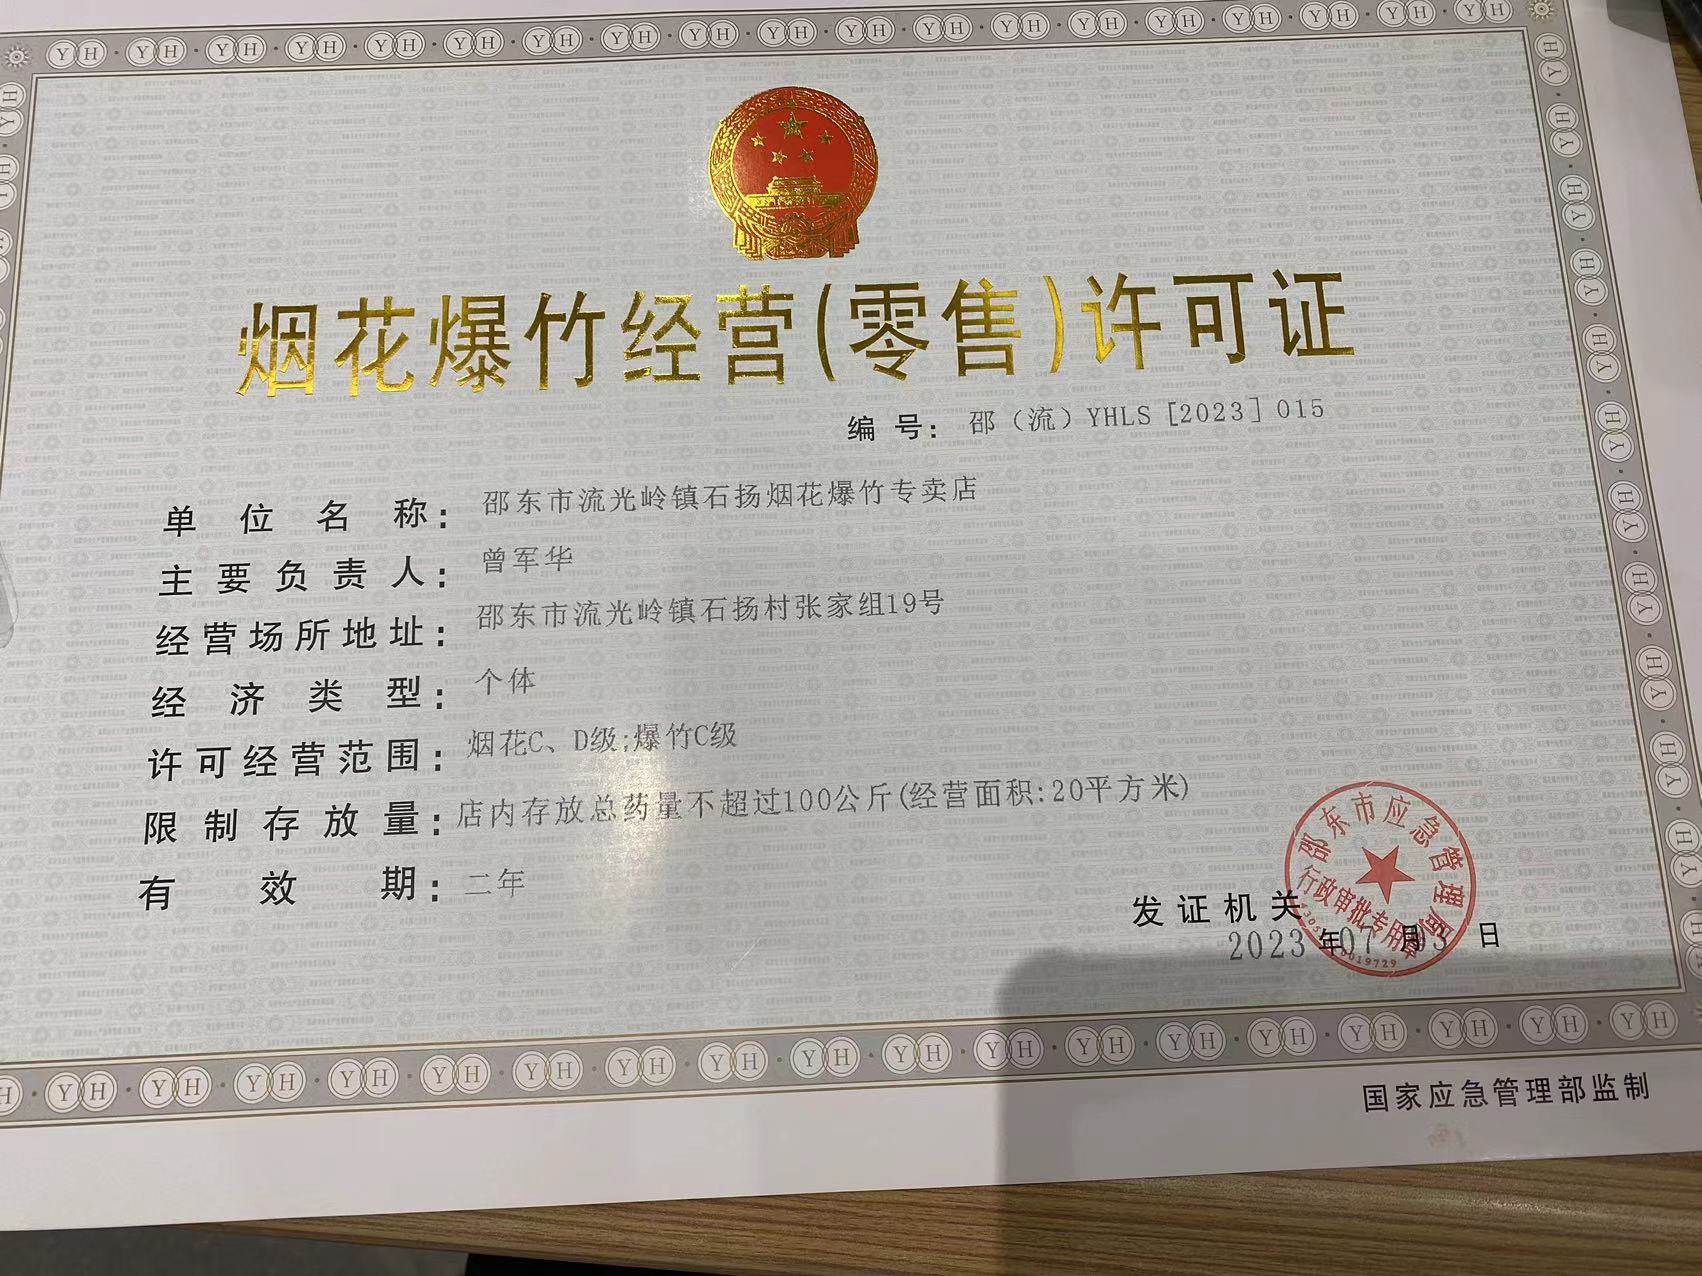 烟花爆竹经营(零售)许可证
编号：邵（流）YHLS［2023］015
单位名称：邵东市流光岭镇石扬烟花爆竹专卖店
主要负责人：曾军华
经营场所地址：邵东市流光岭镇石扬村张家组19号
经济类型：个体
许可经营范围：烟花C、D级;爆竹C级
限制存放量：店内存放总药量不超过100公斤(经营面积:20平方米)
有效期：二年
发证机关
2023年07月03日
邵东市应急管理局
行政审批专用章
国家应急管理部监制